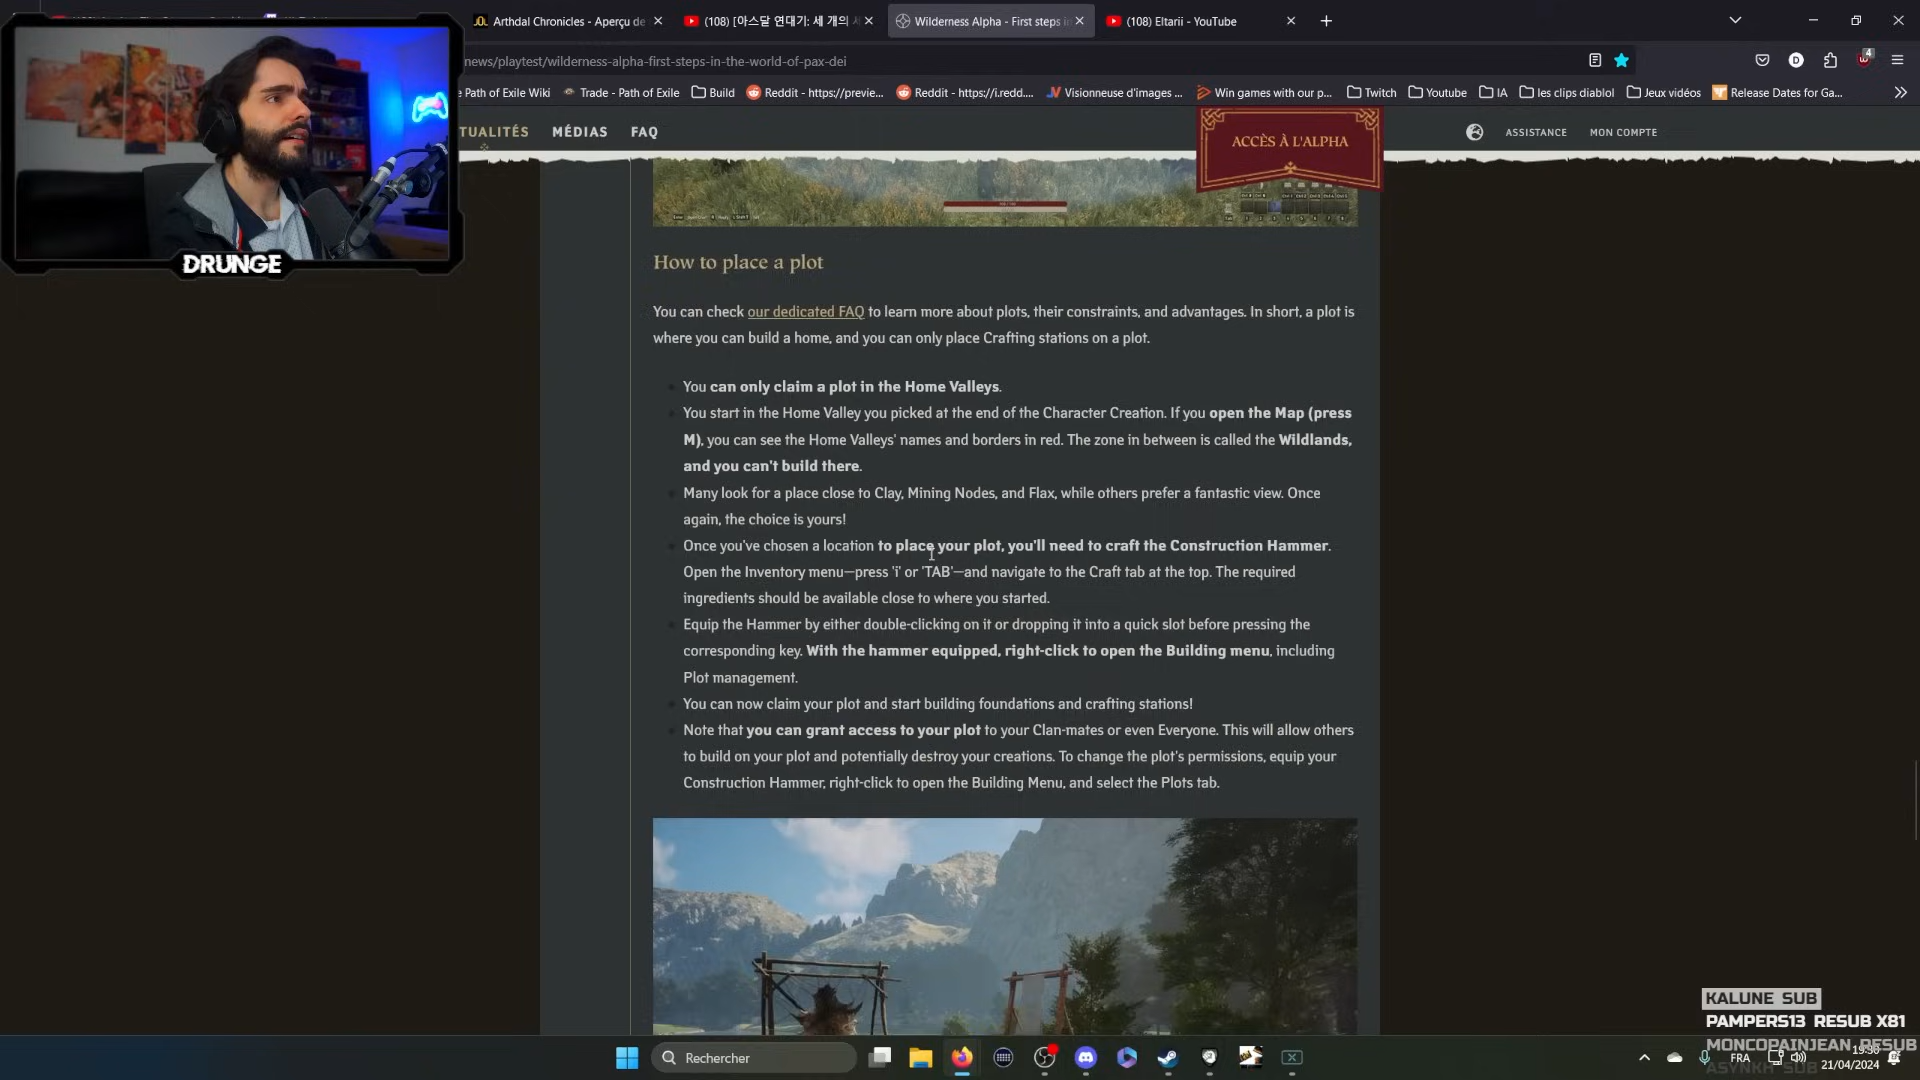 Arthdal Chronicles - Aperçu de
(108) [아스달 연대기: 세 개의 세
Wilderness Alpha - First steps in
(108) Eltarii - YouTube
news/playtest/wilderness-alpha-first-steps-in-the-world-of-pax-dei
4
e Path of Exile Wiki
Trade - Path of Exile
Build
Reddit - https://previe...
Reddit - https://i.redd....
Visionneuse d'images ...
Win games with our p...
Twitch
Youtube
IA
les clips diablol
Jeux vidéos
Release Dates for Ga...
TUALITÉS
MÉDIAS
FAQ
ACCÈS À L'ALPHA
ASSISTANCE
MON COMPTE
DRUNGE
How to place a plot
You can check our dedicated FAQ to learn more about plots, their constraints, and advantages. In short, a plot is
where you can build a home, and you can only place Crafting stations on a plot.
You can only claim a plot in the Home Valleys.
You start in the Home Valley you picked at the end of the Character Creation. If you open the Map (press
M), you can see the Home Valleys' names and borders in red. The zone in between is called the Wildlands,
and you can't build there.
Many look for a place close to Clay, Mining Nodes, and Flax, while others prefer a fantastic view. Once
again, the choice is yours!
Once you've chosen a location to place your plot, you'll need to craft the Construction Hammer.
Open the Inventory menu—press 'i' or 'TAB'—and navigate to the Craft tab at the top. The required
ingredients should be available close to where you started.
Equip the Hammer by either double-clicking on it or dropping it into a quick slot before pressing the
corresponding key. With the hammer equipped, right-click to open the Building menu, including
Plot management.
You can now claim your plot and start building foundations and crafting stations!
Note that you can grant access to your plot to your Clan-mates or even Everyone. This will allow others
to build on your plot and potentially destroy your creations. To change the plot's permissions, equip your
Construction Hammer, right-click to open the Building Menu, and select the Plots tab.
KALUNE SUB
PAMPERS13 RESUB X81
MONCOPAINJEAN RESUB
ASYNKH SUB
Rechercher
FRA
19:30
21/04/2024